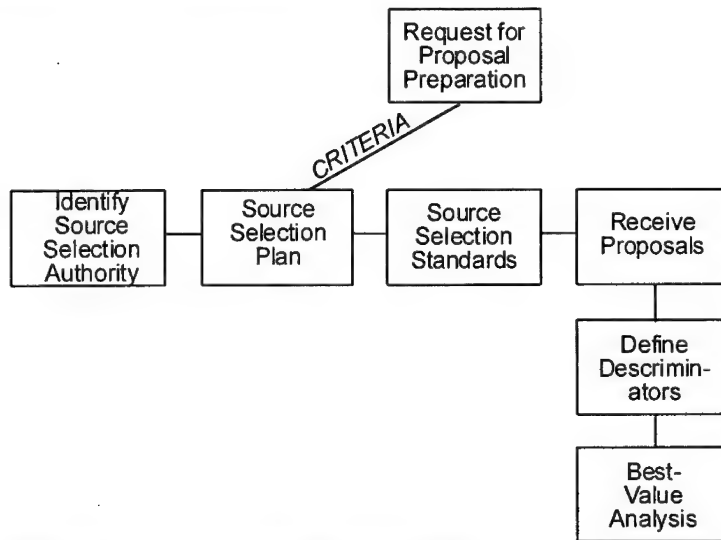 Request for
Proposal
Preparation
CRITERIA
Identify
Source
Selection
Authority
Source
Selection
Plan
Source
Selection
Standards
Receive
Proposals
Define
Descrimin-
ators
Best-
Value
Analysis